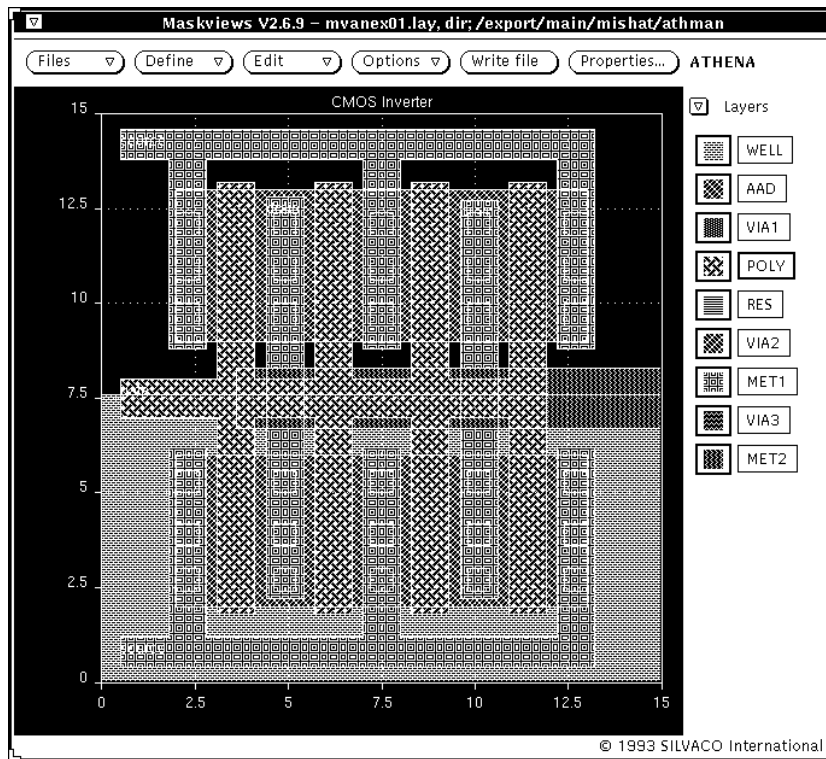 Maskviews V2.6.9 – mvanex01.lay, dir;/export/main/mishat/athman
Files Define Edit Options Write file Properties... ATHENA
CMOS Inverter
Layers
WELL
AAD
VIA1
POLY
RES
VIA2
MET1
VIA3
MET2
15
12.5
10
7.5
5
2.5
0
0 2.5 5 7.5 10 12.5 15
© 1993 SILVACO International